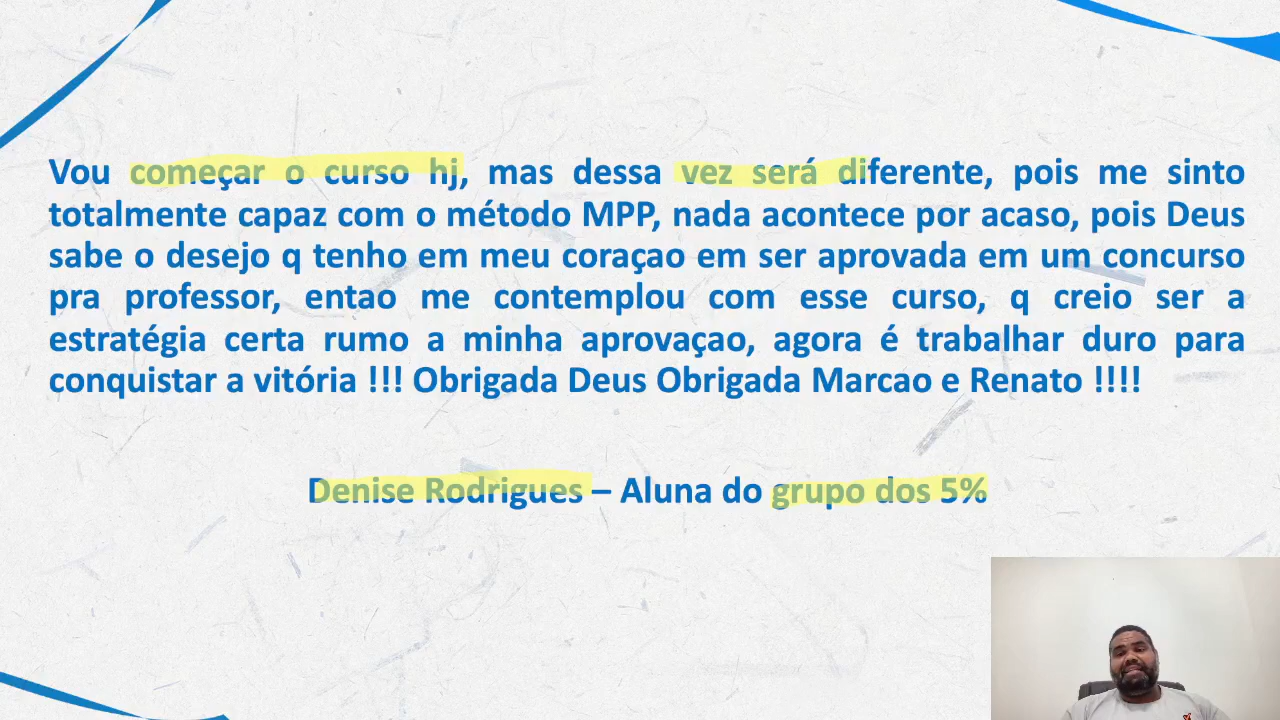 Vou começar o curso hj, mas dessa vez será diferente, pois me sinto
totalmente capaz com o método MPP, nada acontece por acaso, pois Deus
sabe o desejo q tenho em meu coraçao em ser aprovada em um concurso
pra professor, entao me contemplou com esse curso, q creio ser a
estratégia certa rumo a minha aprovaçao, agora é trabalhar duro para
conquistar a vitória !!! Obrigada Deus Obrigada Marcao e Renato !!!!
Denise Rodrigues – Aluna do grupo dos 5%